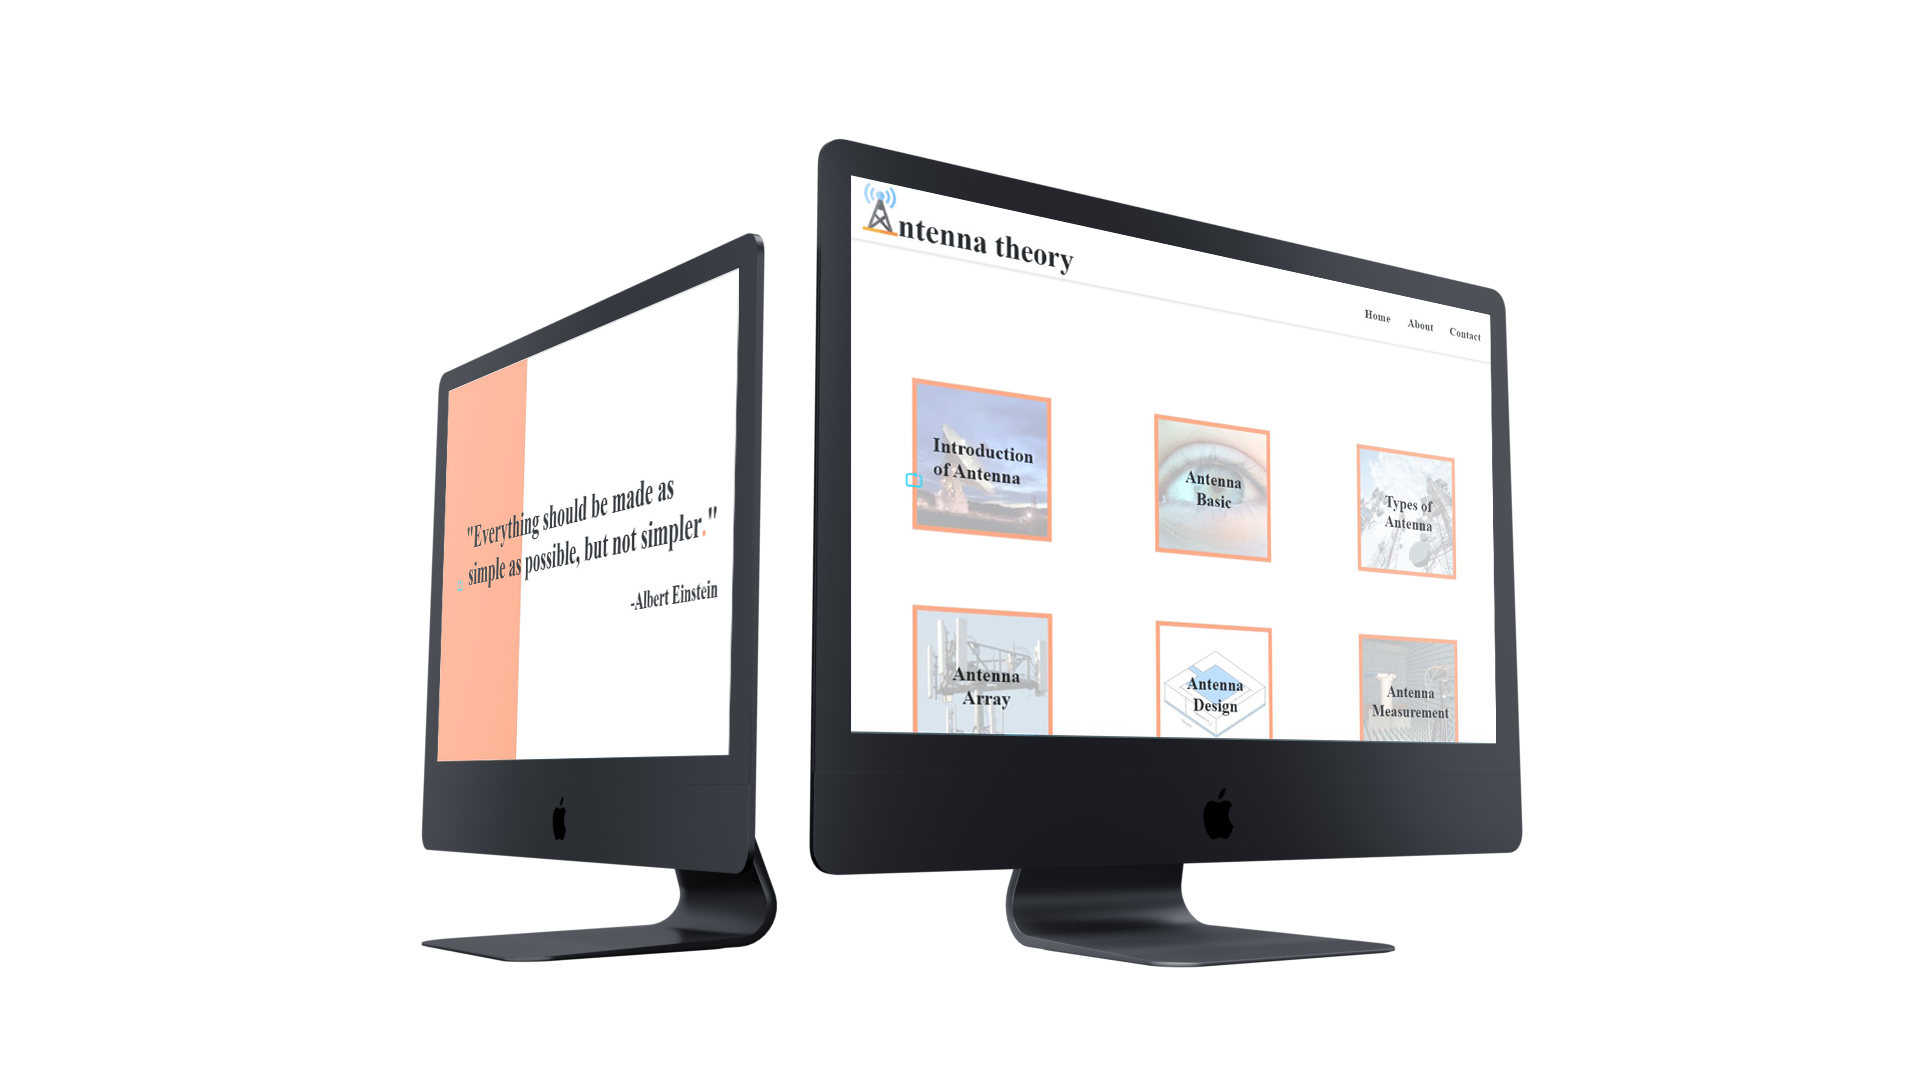 "Everything should be made as
simple as possible, but not simpler."
-Albert Einstein
Antenna theory
Home About Contact
Introduction
of Antenna
Antenna
Basic
Types of
Antenna
Antenna
Array
Antenna
Design
Antenna
Measurement